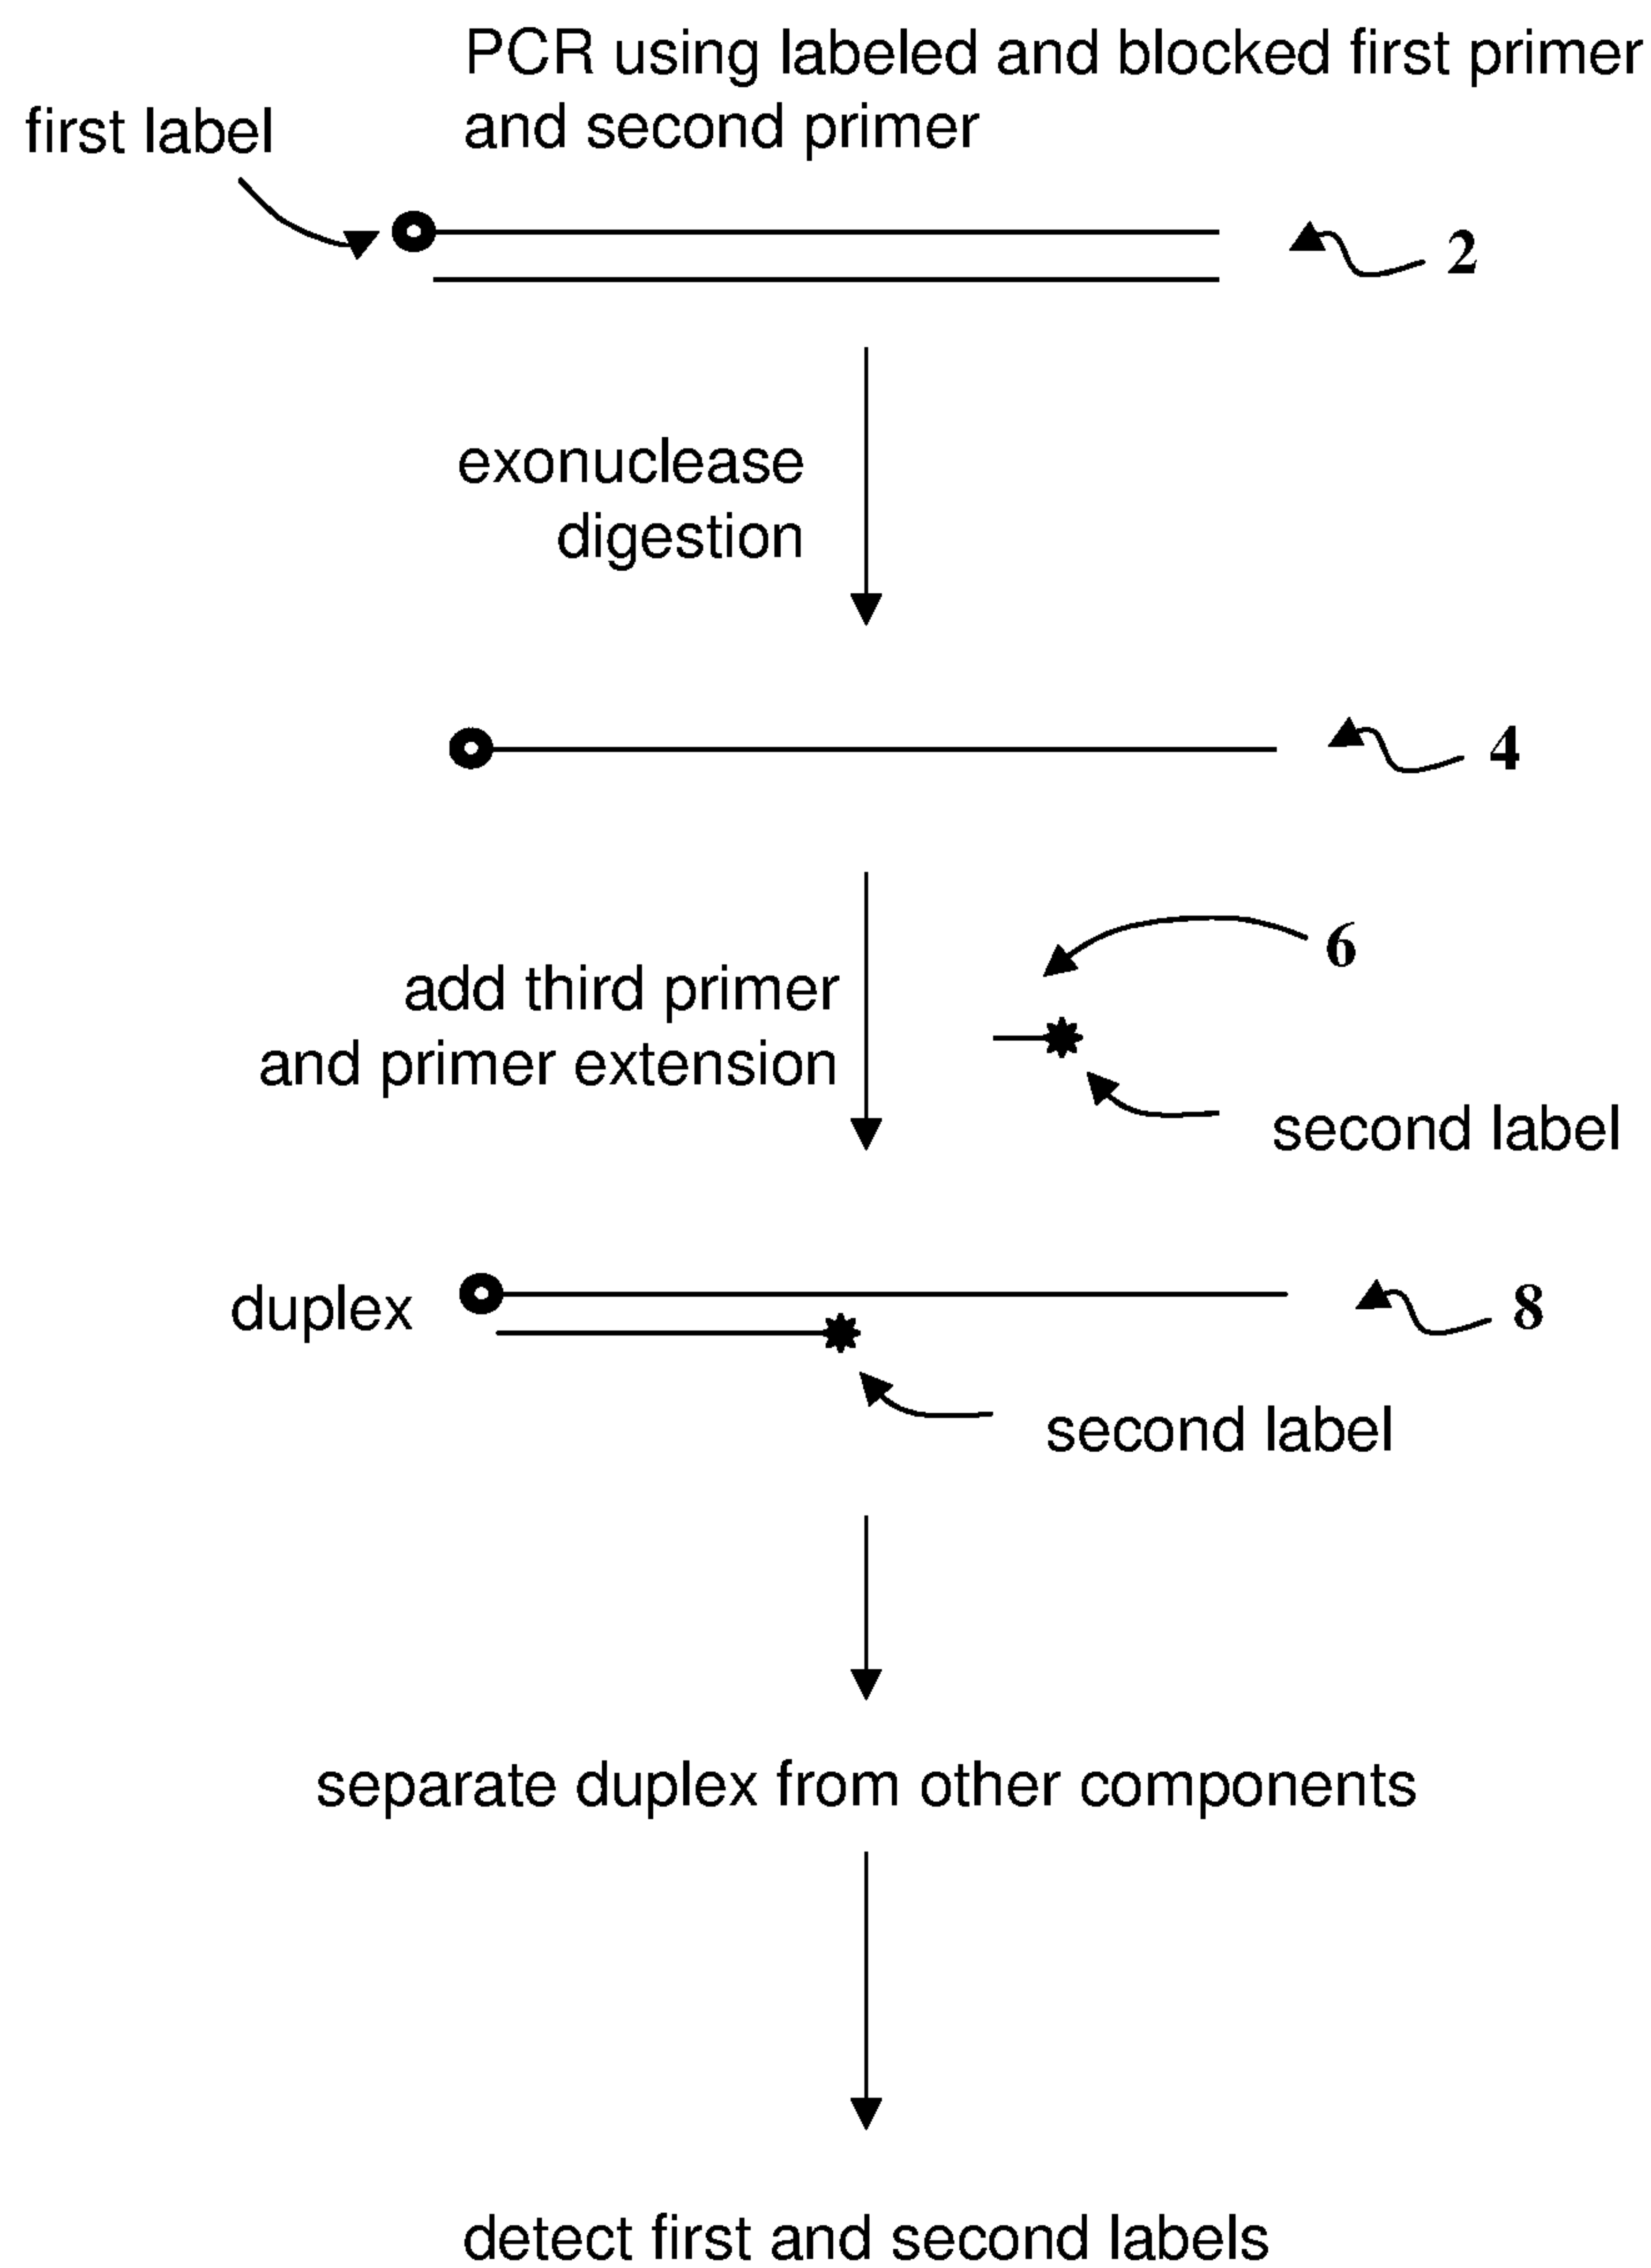 PCR using labeled and blocked first primer
and second primer
first label
2
exonuclease
digestion
4
6
add third primer
and primer extension
second label
duplex
8
second label
separate duplex from other components
detect first and second labels